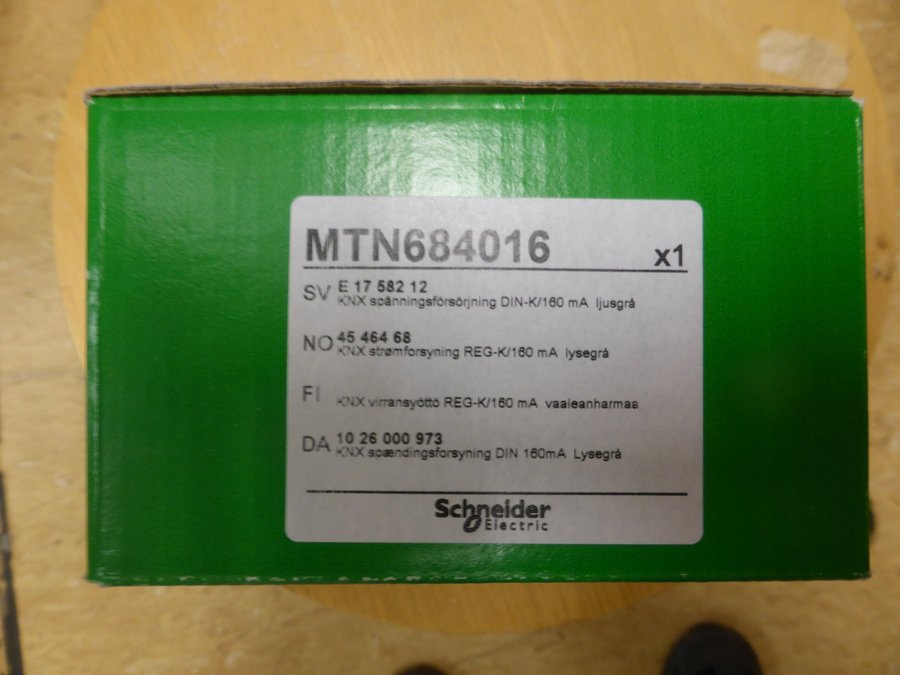 MTN684016
x1
SV E 17 582 12
KNX spånningsförsörjning DIN-K/160 mA ljusgrå
NO 45 464 68
KNX strømforsyning REG-K/160 mA lysegrå
FI
KNX virransyöttö REG-K/160 mA vaaleanharmaa
DA 10 26 000 973
KNX spændingsforsyning DIN 160mA Lysegrå
Schneider
Electric